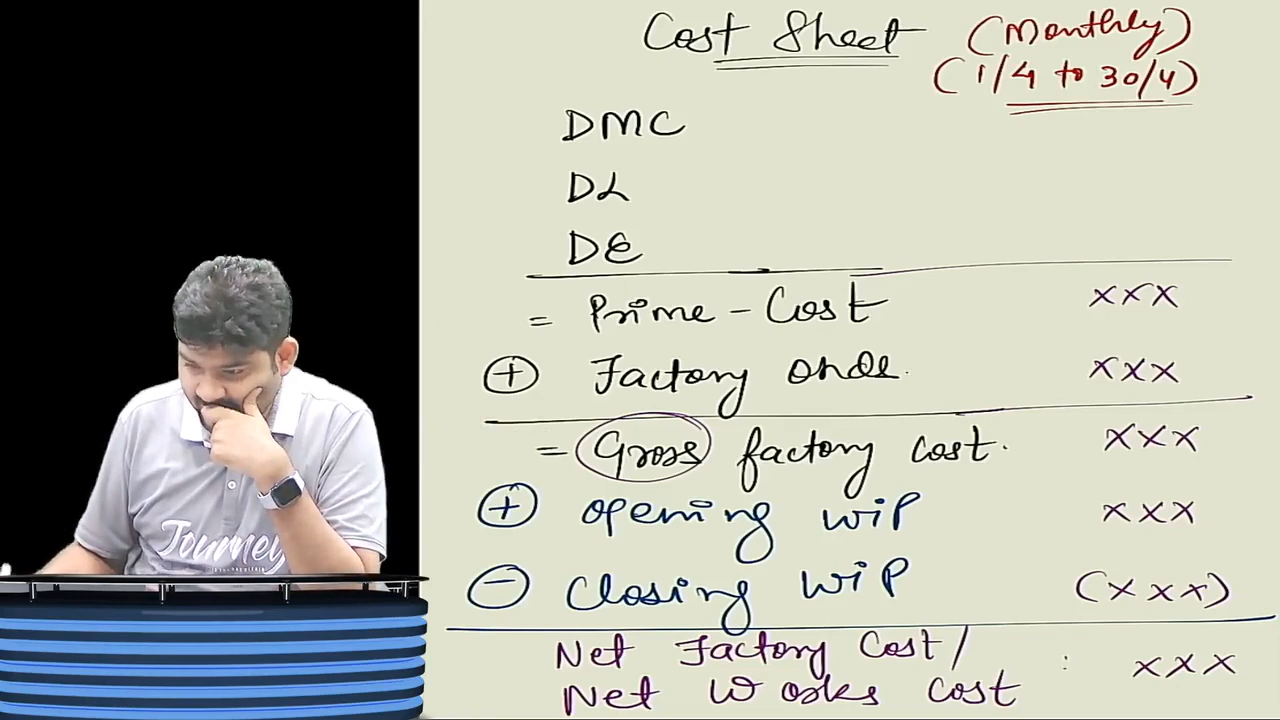 Cost Sheet (Monthly)
(1/4 to 30/4)
DMC
DL
DE
= Prime - Cost xxx
+ Factory OHDS. xxx
= Gross factory cost. xxx
+ opening WIP xxx
- Closing WIP (xxx)
Net Factory Cost / : xxx
Net Works Cost
Journey